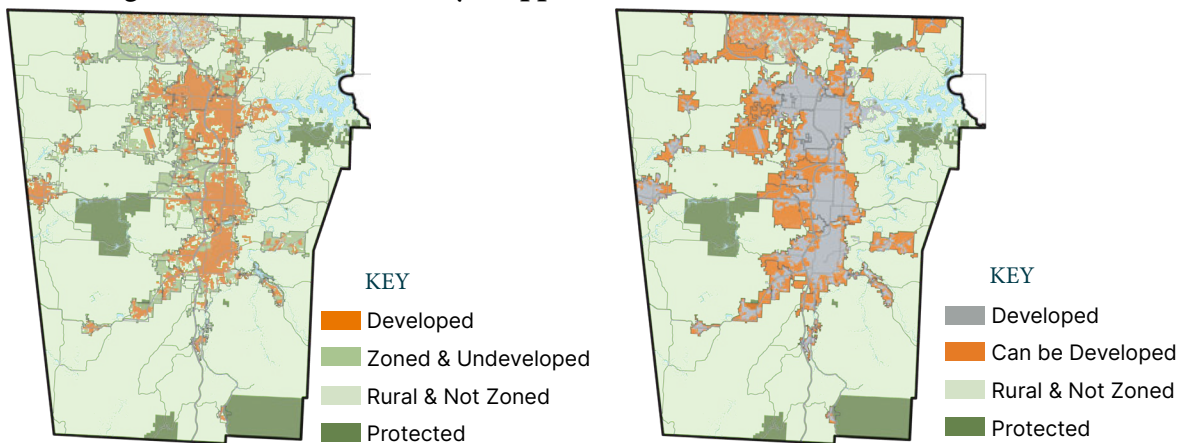 KEY
Developed
Zoned & Undeveloped
Rural & Not Zoned
Protected
KEY
Developed
Can be Developed
Rural & Not Zoned
Protected